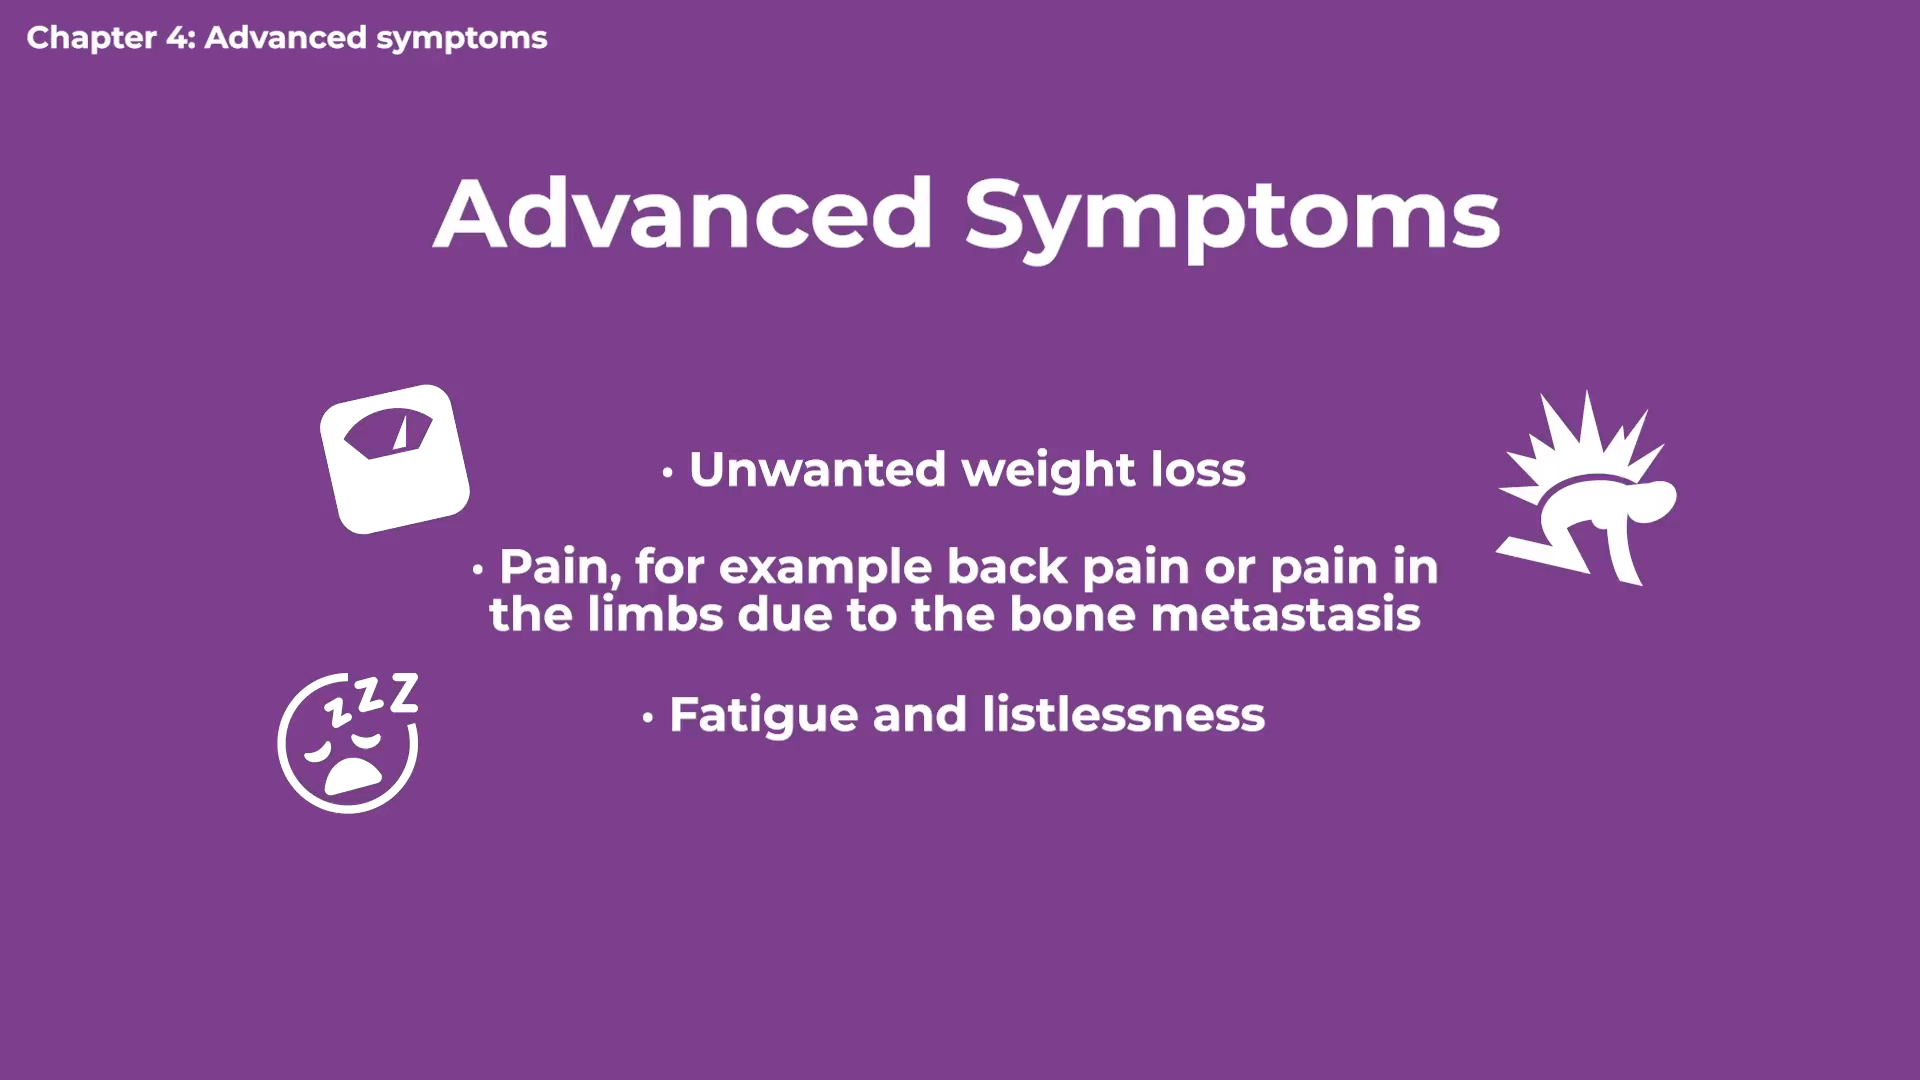 Chapter 4: Advanced symptoms
Advanced Symptoms
• Unwanted weight loss
• Pain, for example back pain or pain in
the limbs due to the bone metastasis
zzz
• Fatigue and listlessness